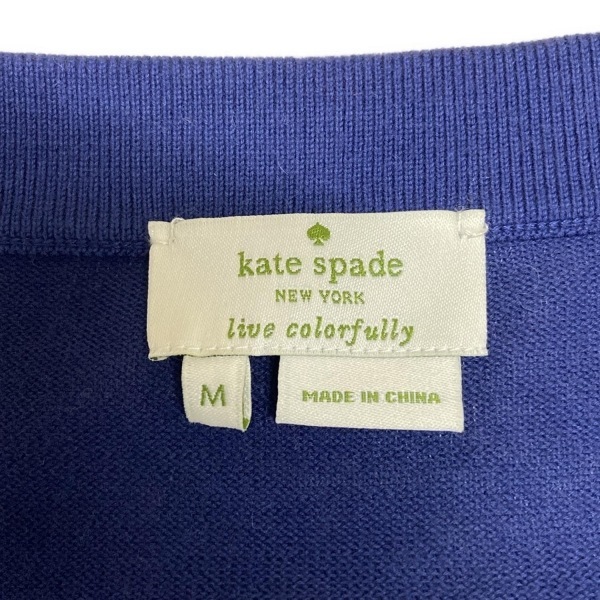 kate spade
NEW YORK
live colorfully
M
MADE IN CHINA